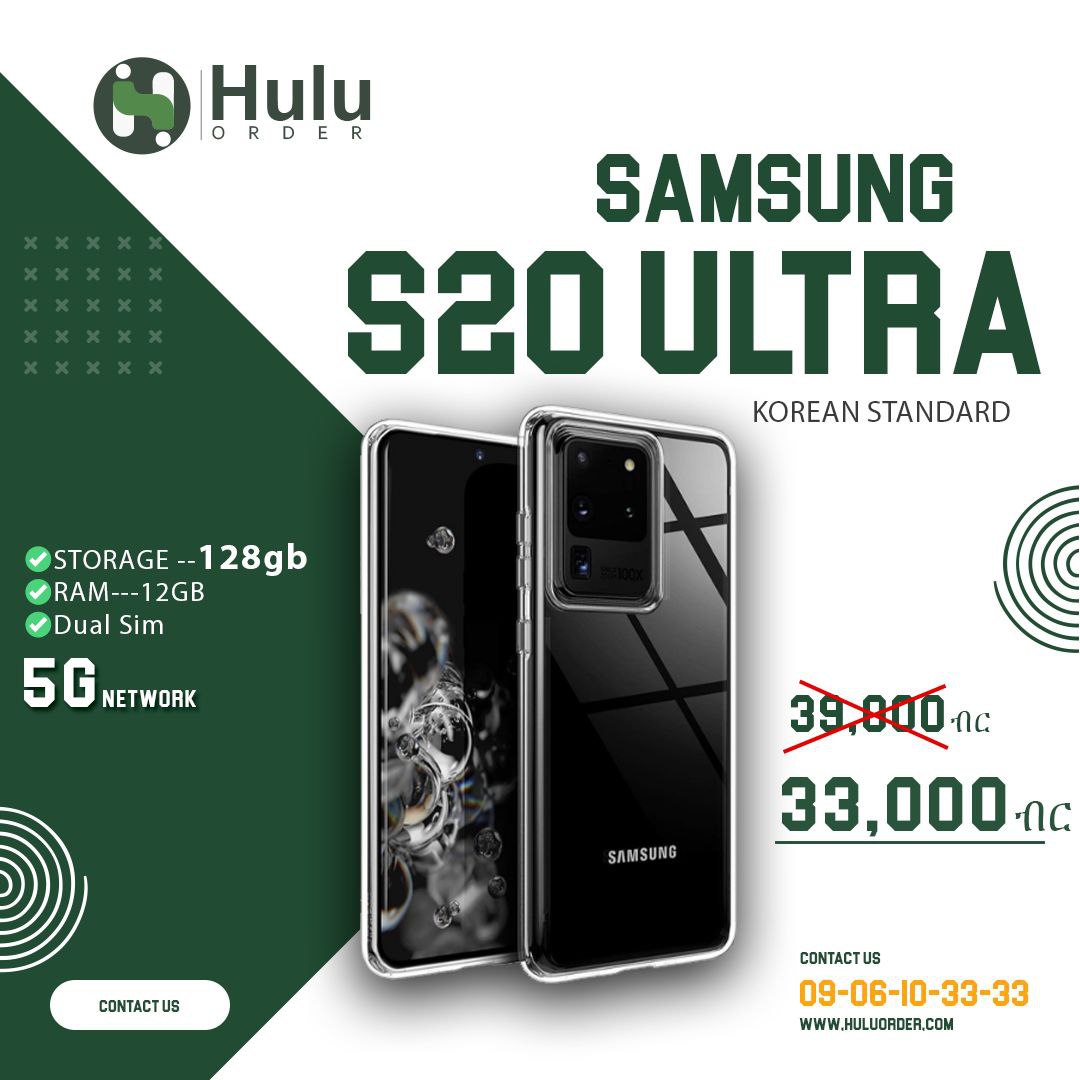 Hulu
ORDER
SAMSUNG
S20 ULTRA
KOREAN STANDARD
STORAGE --128gb
RAM---12GB
Dual Sim
5G NETWORK
100X
SAMSUNG
39,000 ብር
33,000 ብር
CONTACT US
09-06-10-33-33
WWW.HULUORDER.COM
CONTACT US